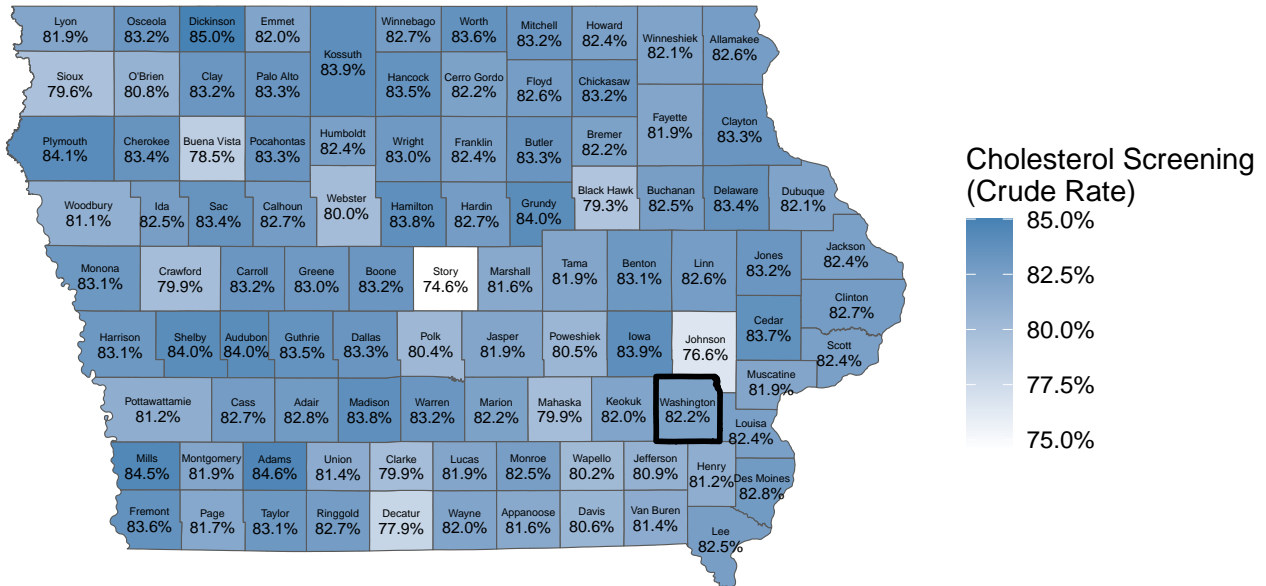 Lyon
81.9%
Osceola
83.2%
Dickinson
85.0%
Emmet
82.0%
Kossuth
83.9%
Winnebago
82.7%
Worth
83.6%
Mitchell
83.2%
Howard
82.4%
Winneshiek
82.1%
Allamakee
82.6%
Sioux
79.6%
O'Brien
80.8%
Clay
83.2%
Palo Alto
83.3%
Hancock
83.5%
Cerro Gordo
82.2%
Floyd
82.6%
Chickasaw
83.2%
Fayette
81.9%
Clayton
83.3%
Plymouth
84.1%
Cherokee
83.4%
Buena Vista
78.5%
Pocahontas
83.3%
Humboldt
82.4%
Wright
83.0%
Franklin
82.4%
Butler
83.3%
Bremer
82.2%
Woodbury
81.1%
Ida
82.5%
Sac
83.4%
Calhoun
82.7%
Webster
80.0%
Hamilton
83.8%
Hardin
82.7%
Grundy
84.0%
Black Hawk
79.3%
Buchanan
82.5%
Delaware
83.4%
Dubuque
82.1%
Monona
83.1%
Crawford
79.9%
Carroll
83.2%
Greene
83.0%
Boone
83.2%
Story
74.6%
Marshall
81.6%
Tama
81.9%
Benton
83.1%
Linn
82.6%
Jones
83.2%
Jackson
82.4%
Clinton
82.7%
Harrison
83.1%
Shelby
84.0%
Audubon
84.0%
Guthrie
83.5%
Dallas
83.3%
Polk
80.4%
Jasper
81.9%
Poweshiek
80.5%
Iowa
83.9%
Johnson
76.6%
Cedar
83.7%
Scott
82.4%
Muscatine
81.9%
Pottawattamie
81.2%
Cass
82.7%
Adair
82.8%
Madison
83.8%
Warren
83.2%
Marion
82.2%
Mahaska
79.9%
Keokuk
82.0%
Washington
82.2%
Louisa
82.4%
Mills
84.5%
Montgomery
81.9%
Adams
84.6%
Union
81.4%
Clarke
79.9%
Lucas
81.9%
Monroe
82.5%
Wapello
80.2%
Jefferson
80.9%
Henry
81.2%
Des Moines
82.8%
Fremont
83.6%
Page
81.7%
Taylor
83.1%
Ringgold
82.7%
Decatur
77.9%
Wayne
82.0%
Appanoose
81.6%
Davis
80.6%
Van Buren
81.4%
Lee
82.5%
Cholesterol Screening
(Crude Rate)
85.0%
82.5%
80.0%
77.5%
75.0%